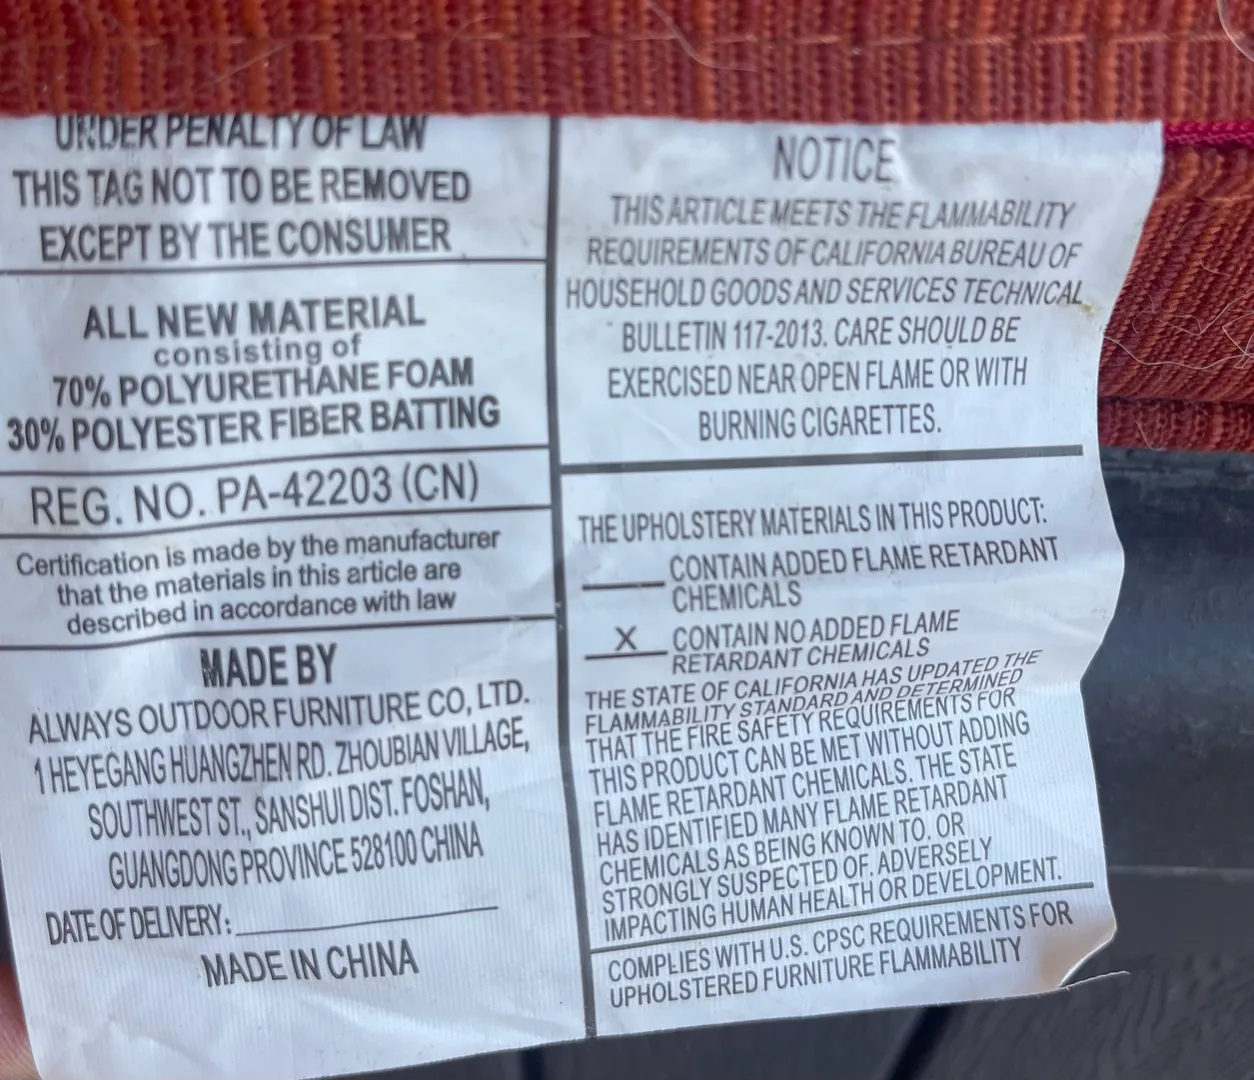 UNDER PENALTY OF LAW
THIS TAG NOT TO BE REMOVED
EXCEPT BY THE CONSUMER
ALL NEW MATERIAL
consisting of
70% POLYURETHANE FOAM
30% POLYESTER FIBER BATTING
REG. NO. PA-42203 (CN)
Certification is made by the manufacturer
that the materials in this article are
described in accordance with law
MADE BY
ALWAYS OUTDOOR FURNITURE CO, LTD.
1 HEYEGANG HUANGZHEN RD. ZHOUBIAN VILLAGE,
SOUTHWEST ST., SANSHUI DIST. FOSHAN,
GUANGDONG PROVINCE 528100 CHINA
DATE OF DELIVERY:
MADE IN CHINA
NOTICE
THIS ARTICLE MEETS THE FLAMMABILITY
REQUIREMENTS OF CALIFORNIA BUREAU OF
HOUSEHOLD GOODS AND SERVICES TECHNICAL
BULLETIN 117-2013. CARE SHOULD BE
EXERCISED NEAR OPEN FLAME OR WITH
BURNING CIGARETTES.
THE UPHOLSTERY MATERIALS IN THIS PRODUCT:
CONTAIN ADDED FLAME RETARDANT
CHEMICALS
X CONTAIN NO ADDED FLAME
RETARDANT CHEMICALS
THE STATE OF CALIFORNIA HAS UPDATED THE
FLAMMABILITY STANDARD AND DETERMINED
THAT THE FIRE SAFETY REQUIREMENTS FOR
THIS PRODUCT CAN BE MET WITHOUT ADDING
FLAME RETARDANT CHEMICALS. THE STATE
HAS IDENTIFIED MANY FLAME RETARDANT
CHEMICALS AS BEING KNOWN TO. OR
STRONGLY SUSPECTED OF. ADVERSELY
IMPACTING HUMAN HEALTH OR DEVELOPMENT.
COMPLIES WITH U.S. CPSC REQUIREMENTS FOR
UPHOLSTERED FURNITURE FLAMMABILITY